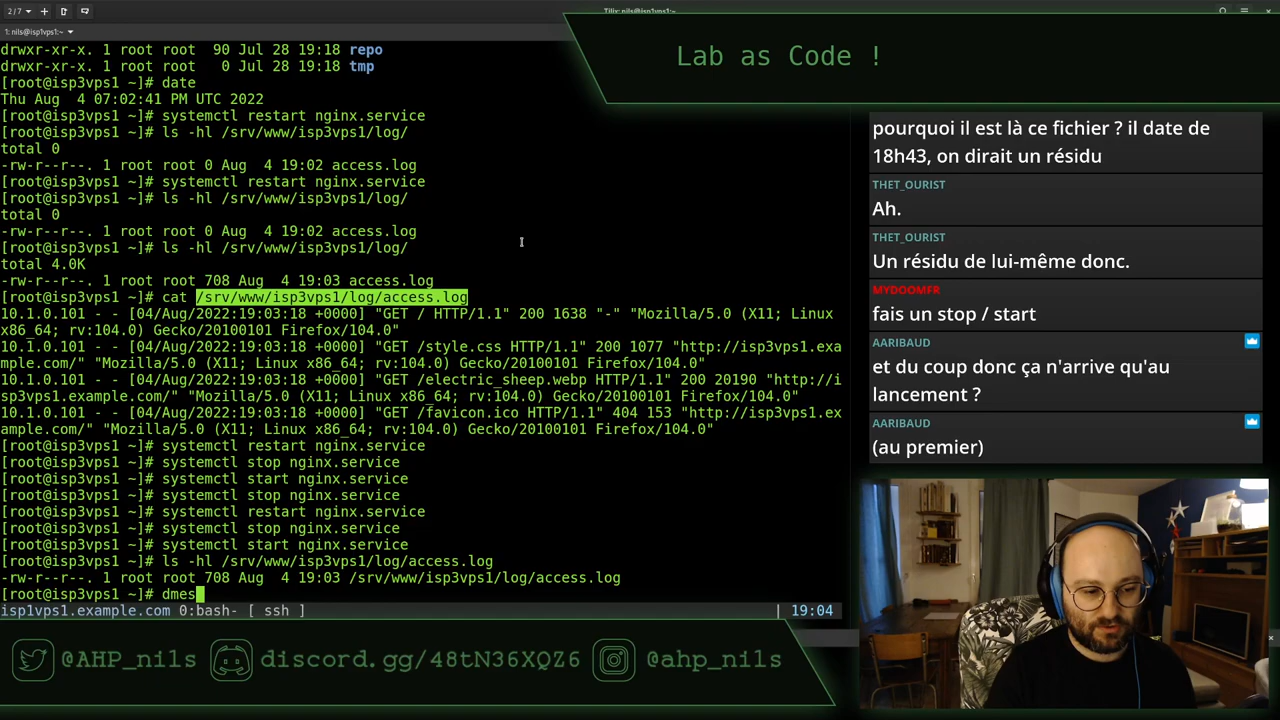 2/7
Tilix: nils@isp1vps1:~
1: nils@isp1vps1:~
drwxr-xr-x. 1 root root  90 Jul 28 19:18 repo
drwxr-xr-x. 1 root root   0 Jul 28 19:18 tmp
[root@isp3vps1 ~]# date
Thu Aug  4 07:02:41 PM UTC 2022
[root@isp3vps1 ~]# systemctl restart nginx.service
[root@isp3vps1 ~]# ls -hl /srv/www/isp3vps1/log/
total 0
-rw-r--r--. 1 root root 0 Aug  4 19:02 access.log
[root@isp3vps1 ~]# systemctl restart nginx.service
[root@isp3vps1 ~]# ls -hl /srv/www/isp3vps1/log/
total 0
-rw-r--r--. 1 root root 0 Aug  4 19:02 access.log
[root@isp3vps1 ~]# ls -hl /srv/www/isp3vps1/log/
total 4.0K
-rw-r--r--. 1 root root 708 Aug  4 19:03 access.log
[root@isp3vps1 ~]# cat /srv/www/isp3vps1/log/access.log
10.1.0.101 - - [04/Aug/2022:19:03:18 +0000] "GET / HTTP/1.1" 200 1638 "-" "Mozilla/5.0 (X11; Linux
x86_64; rv:104.0) Gecko/20100101 Firefox/104.0"
10.1.0.101 - - [04/Aug/2022:19:03:18 +0000] "GET /style.css HTTP/1.1" 200 1077 "http://isp3vps1.exa
mple.com/" "Mozilla/5.0 (X11; Linux x86_64; rv:104.0) Gecko/20100101 Firefox/104.0"
10.1.0.101 - - [04/Aug/2022:19:03:18 +0000] "GET /electric_sheep.webp HTTP/1.1" 200 20190 "http://i
sp3vps1.example.com/" "Mozilla/5.0 (X11; Linux x86_64; rv:104.0) Gecko/20100101 Firefox/104.0"
10.1.0.101 - - [04/Aug/2022:19:03:18 +0000] "GET /favicon.ico HTTP/1.1" 404 153 "http://isp3vps1.ex
ample.com/" "Mozilla/5.0 (X11; Linux x86_64; rv:104.0) Gecko/20100101 Firefox/104.0"
[root@isp3vps1 ~]# systemctl restart nginx.service
[root@isp3vps1 ~]# systemctl stop nginx.service
[root@isp3vps1 ~]# systemctl start nginx.service
[root@isp3vps1 ~]# systemctl stop nginx.service
[root@isp3vps1 ~]# systemctl restart nginx.service
[root@isp3vps1 ~]# systemctl stop nginx.service
[root@isp3vps1 ~]# systemctl start nginx.service
[root@isp3vps1 ~]# ls -hl /srv/www/isp3vps1/log/access.log
-rw-r--r--. 1 root root 708 Aug  4 19:03 /srv/www/isp3vps1/log/access.log
[root@isp3vps1 ~]# dmes
isp1vps1.example.com 0:bash- [ ssh ] | 19:04
Lab as Code !
pourquoi il est là ce fichier ? il date de
18h43, on dirait un résidu
THET_OURIST
Ah.
THET_OURIST
Un résidu de lui-même donc.
MYDOOMFR
fais un stop / start
AARIBAUD
et du coup donc ça n'arrive qu'au
lancement ?
AARIBAUD
(au premier)
@AHP_nils discord.gg/48tN36XQZ6 @ahp_nils